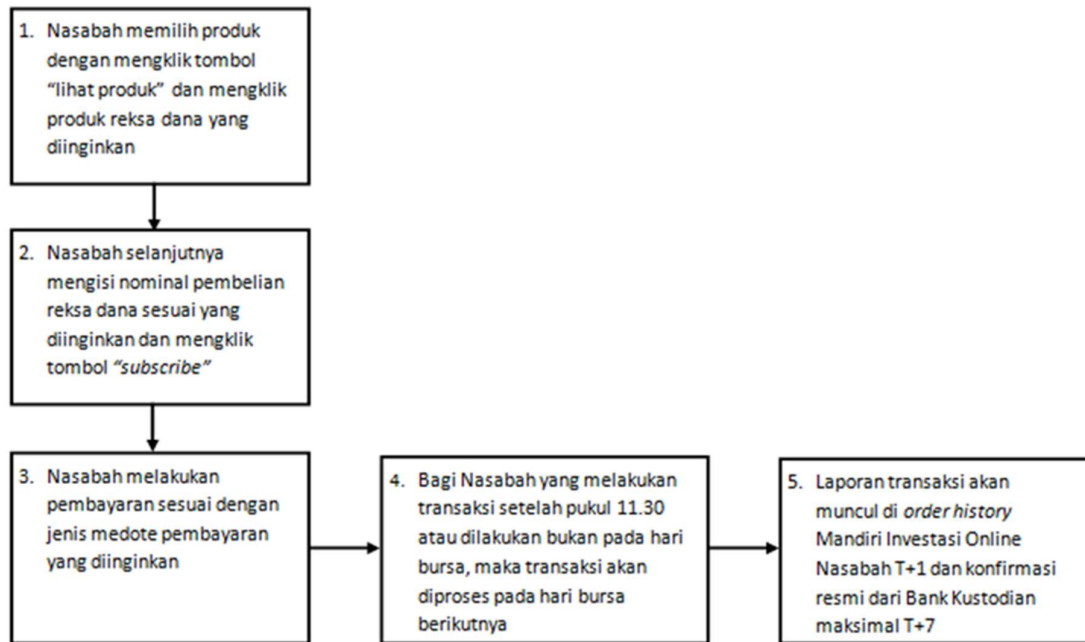 1. Nasabah memilih produk
dengan mengklik tombol
“lihat produk” dan mengklik
produk reksa dana yang
diinginkan
2. Nasabah selanjutnya
mengisi nominal pembelian
reksa dana sesuai yang
diinginkan dan mengklik
tombol “subscribe”
3. Nasabah melakukan
pembayaran sesuai dengan
jenis medote pembayaran
yang diinginkan
4. Bagi Nasabah yang melakukan
transaksi setelah pukul 11.30
atau dilakukan bukan pada hari
bursa, maka transaksi akan
diproses pada hari bursa
berikutnya
5. Laporan transaksi akan
muncul di order history
Mandiri Investasi Online
Nasabah T+1 dan konfirmasi
resmi dari Bank Kustodian
maksimal T+7